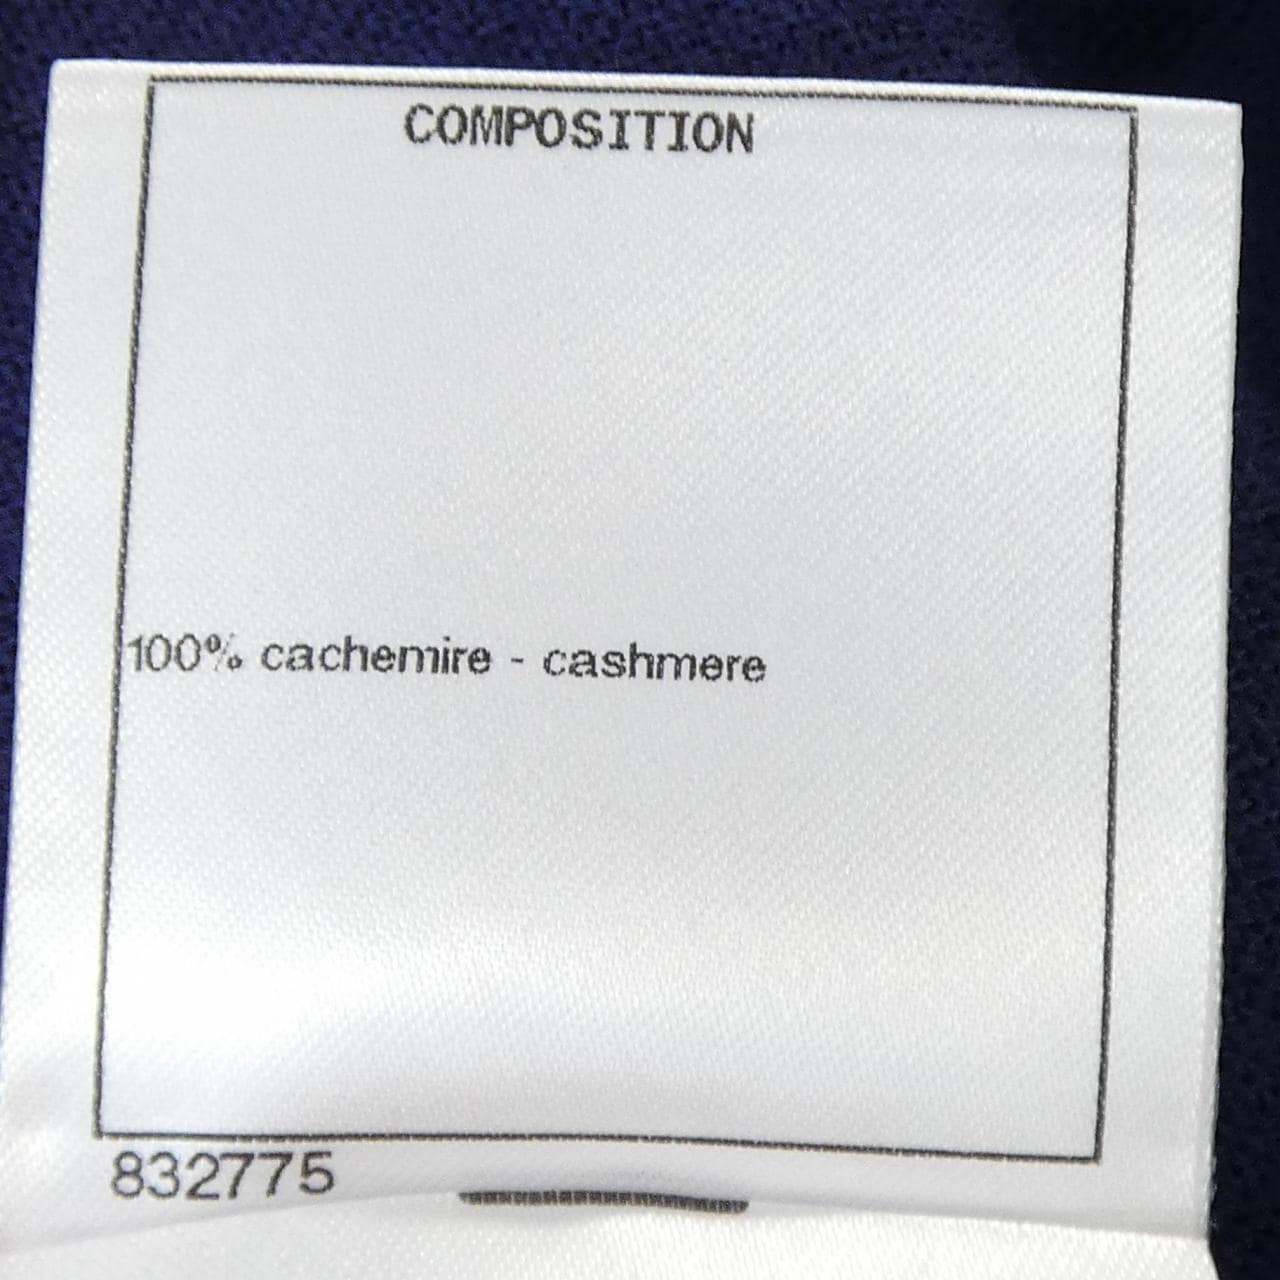 COMPOSITION
100% cachemire - cashmere
832775